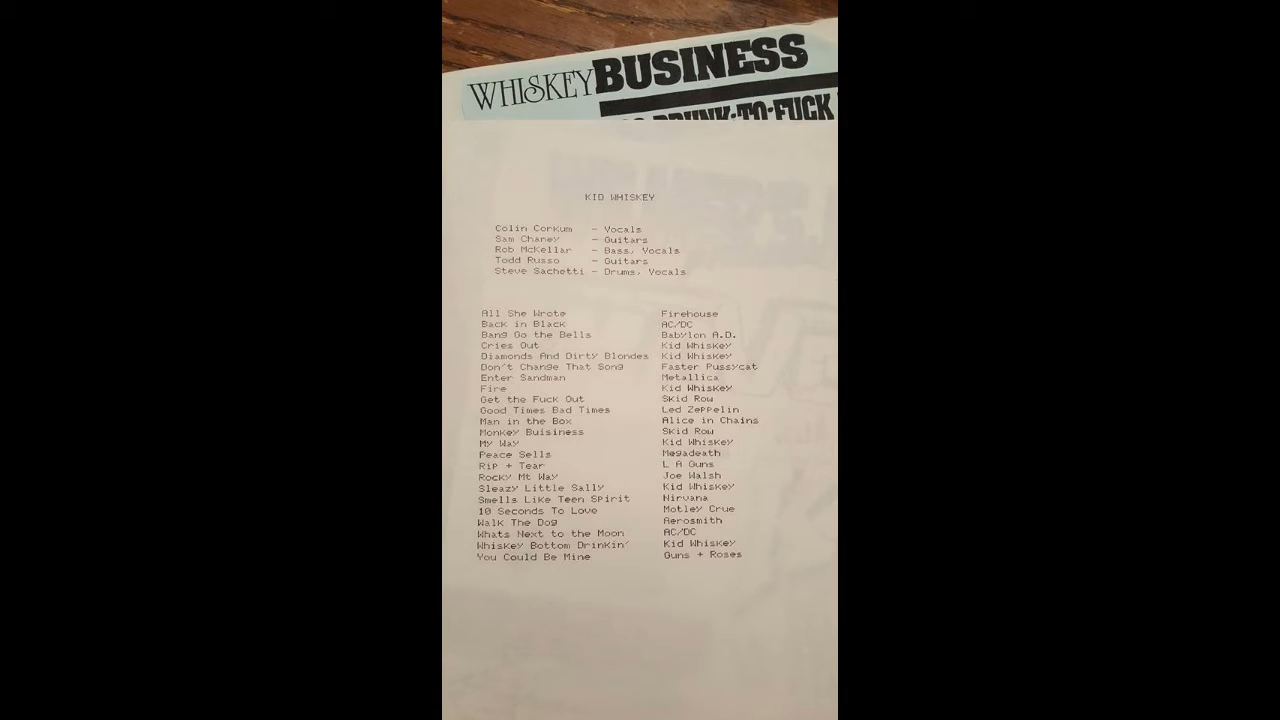 WHISKEY BUSINESS
DRUNK-TO-FUCK
KID WHISKEY
Colin Corkum - Vocals
Sam Chaney - Guitars
Rob McKellar - Bass, Vocals
Todd Russo - Guitars
Steve Sachetti - Drums, Vocals
All She Wrote Firehouse
Back in Black AC/DC
Bang Go the Bells Babylon A.D.
Cries Out Kid Whiskey
Diamonds And Dirty Blondes Kid Whiskey
Don't Change That Song Faster Pussycat
Enter Sandman Metallica
Fire Kid Whiskey
Get the Fuck Out Skid Row
Good Times Bad Times Led Zeppelin
Man in the Box Alice in Chains
Monkey Buisiness Skid Row
My Way Kid Whiskey
Peace Sells Megadeath
Rip + Tear L A Guns
Rocky Mt Way Joe Walsh
Sleazy Little Sally Kid Whiskey
Smells Like Teen Spirit Nirvana
10 Seconds To Love Motley Crue
Walk The Dog Aerosmith
Whats Next to the Moon AC/DC
Whiskey Bottom Drinkin' Kid Whiskey
You Could Be Mine Guns + Roses